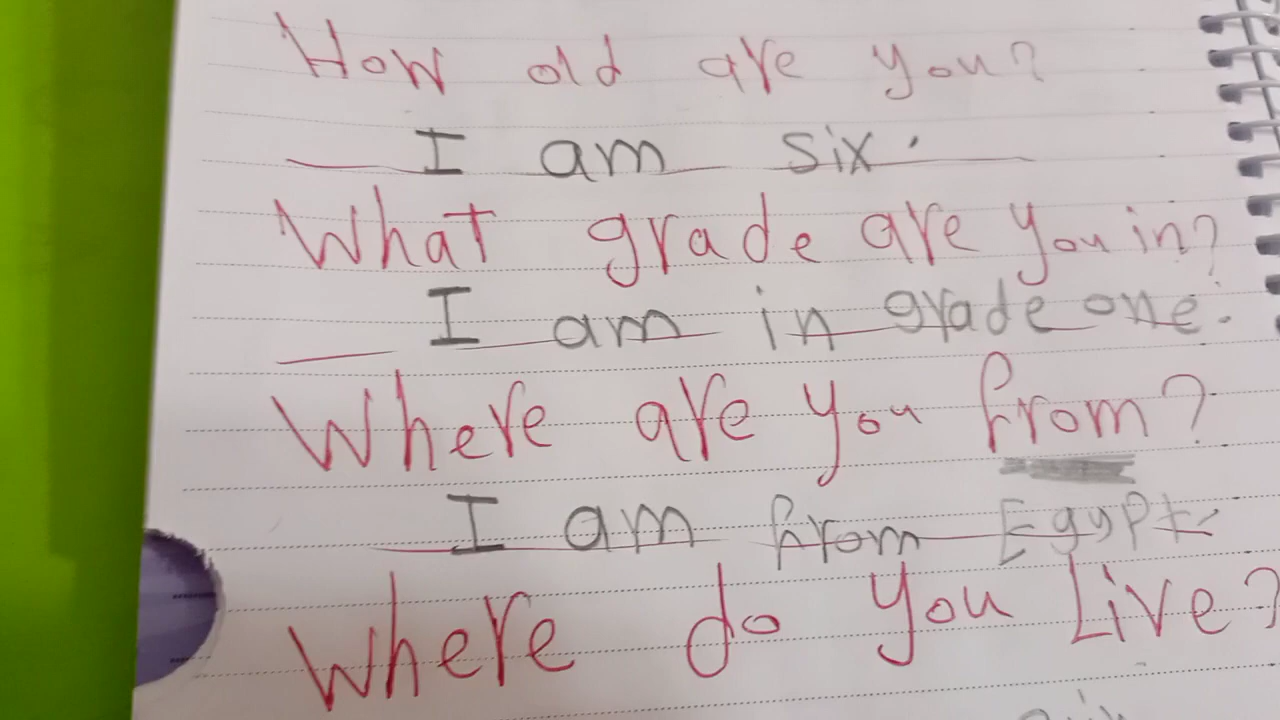 How old are you?
I am six.
What grade are you in?
I am in grade one.
Where are you from?
I am from Egypt.
Where do you Live?